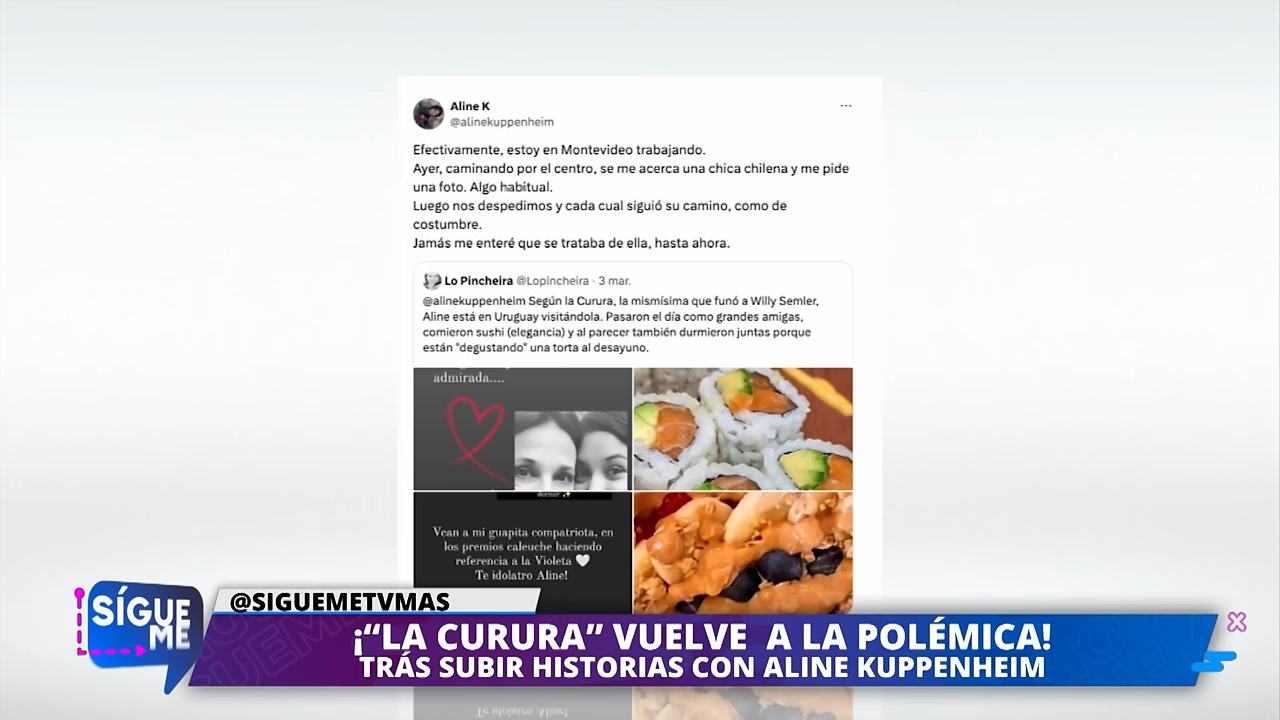 Aline K
@alinekuppenheim
Efectivamente, estoy en Montevideo trabajando.
Ayer, caminando por el centro, se me acerca una chica chilena y me pide
una foto. Algo habitual.
Luego nos despedimos y cada cual siguió su camino, como de
costumbre.
Jamás me enteré que se trataba de ella, hasta ahora.
Lo Pincheira @Lopincheira · 3 mar.
@alinekuppenheim Según la Curura, la mismísima que funó a Willy Semler,
Aline está en Uruguay visitándola. Pasaron el día como grandes amigas,
comieron sushi (elegancia) y al parecer también durmieron juntas porque
están "degustando" una torta al desayuno.
admirada....
dormir
Vean a mi guapita compatriota, en
los premios caleuche haciendo
referencia a la Violeta 🤍
Te idolatro Aline!
SÍGUE
ME
@SIGUEMETVMAS
¡“LA CURURA” VUELVE A LA POLÉMICA!
TRÁS SUBIR HISTORIAS CON ALINE KUPPENHEIM